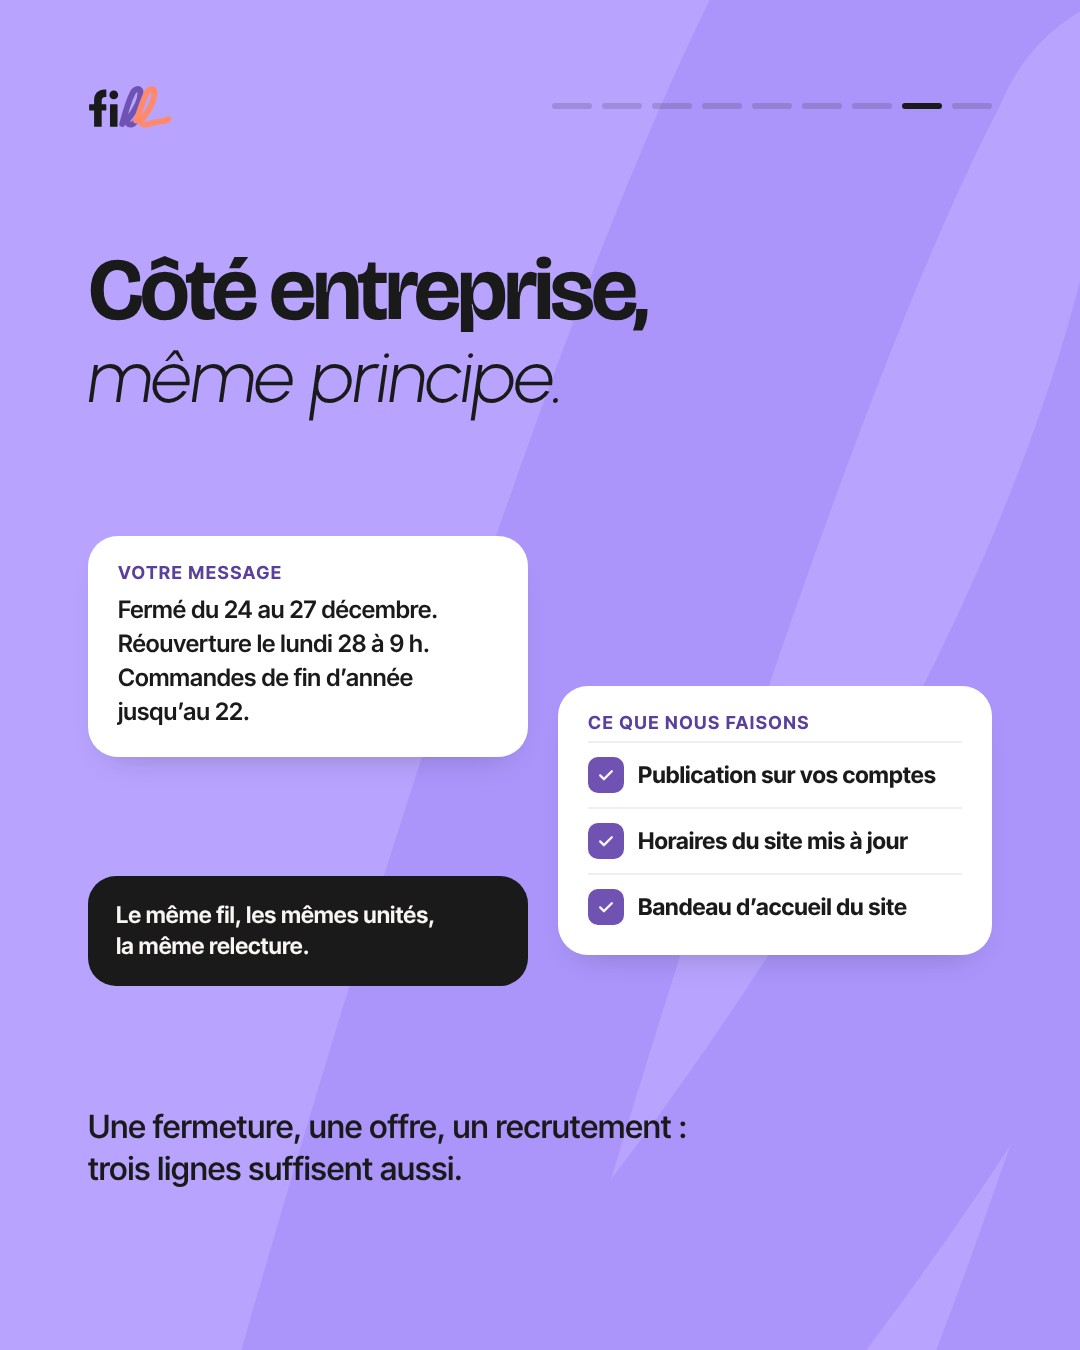 fill
Côté entreprise,
même principe.
VOTRE MESSAGE
Fermé du 24 au 27 décembre.
Réouverture le lundi 28 à 9 h.
Commandes de fin d’année
jusqu’au 22.
CE QUE NOUS FAISONS
Publication sur vos comptes
Horaires du site mis à jour
Bandeau d’accueil du site
Le même fil, les mêmes unités,
la même relecture.
Une fermeture, une offre, un recrutement :
trois lignes suffisent aussi.